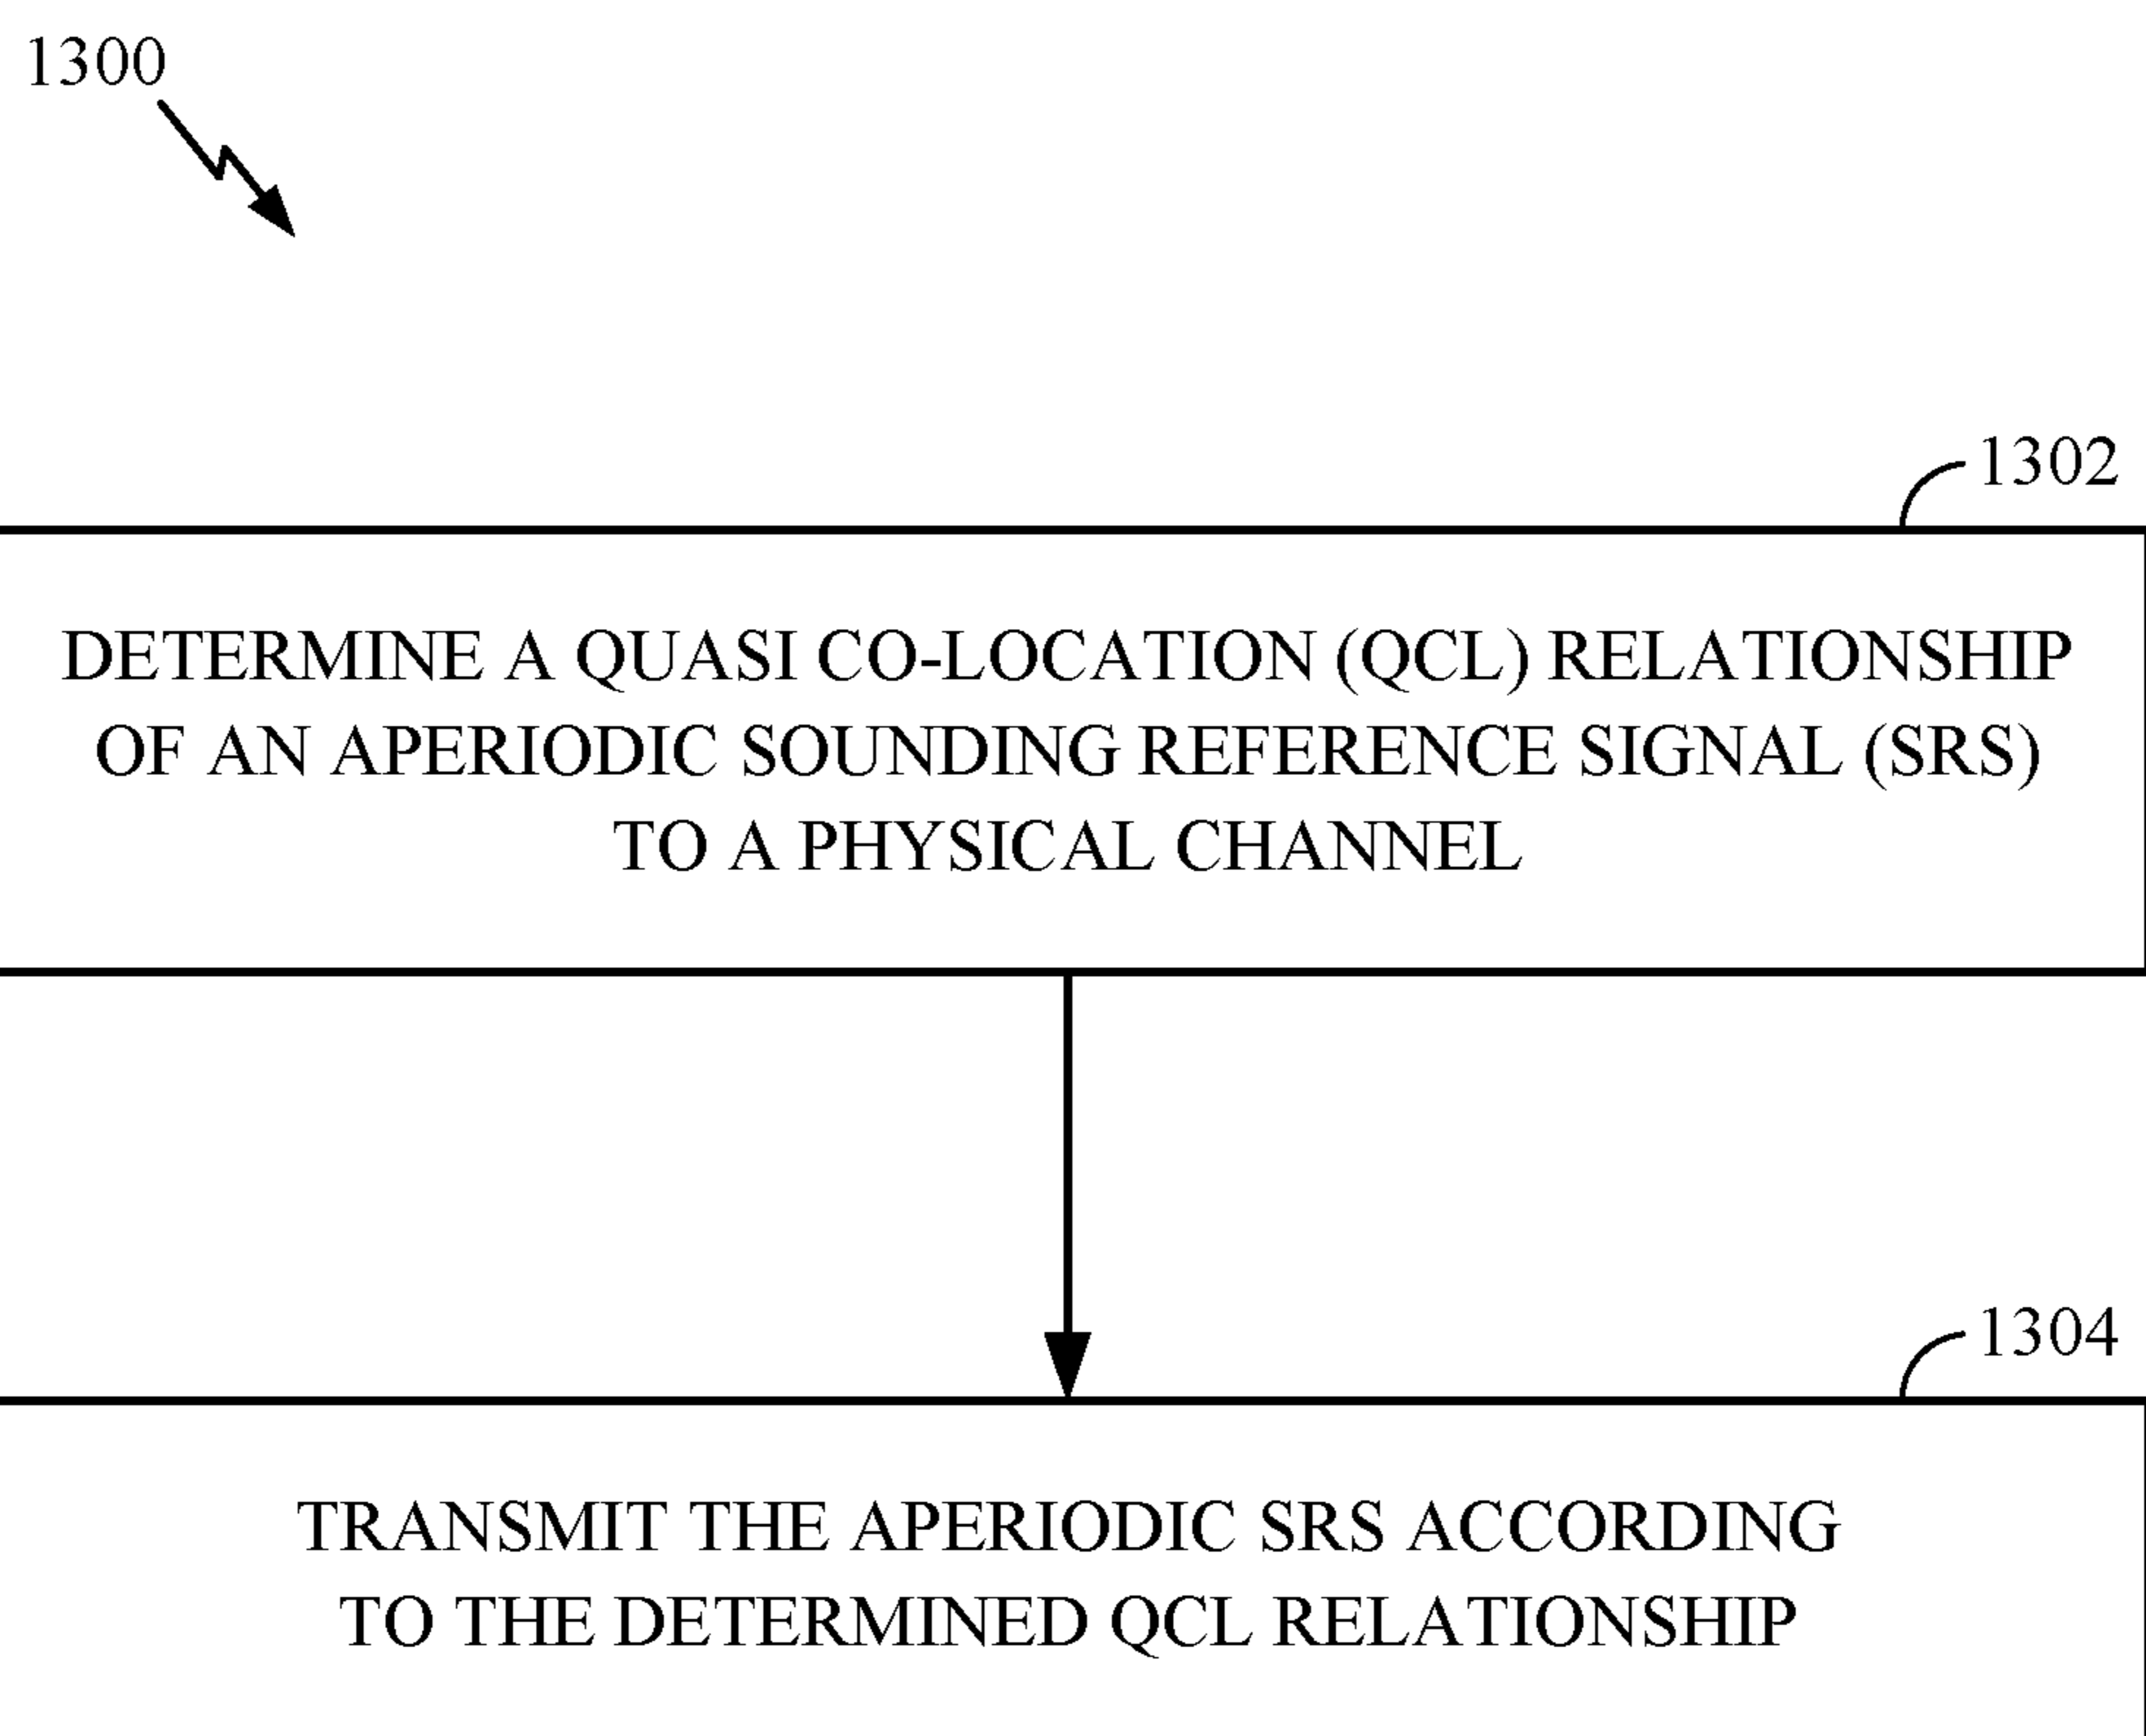 1300
1302
DETERMINE A QUASI CO-LOCATION (QCL) RELATIONSHIP
OF AN APERIODIC SOUNDING REFERENCE SIGNAL (SRS)
TO A PHYSICAL CHANNEL
1304
TRANSMIT THE APERIODIC SRS ACCORDING
TO THE DETERMINED QCL RELATIONSHIP